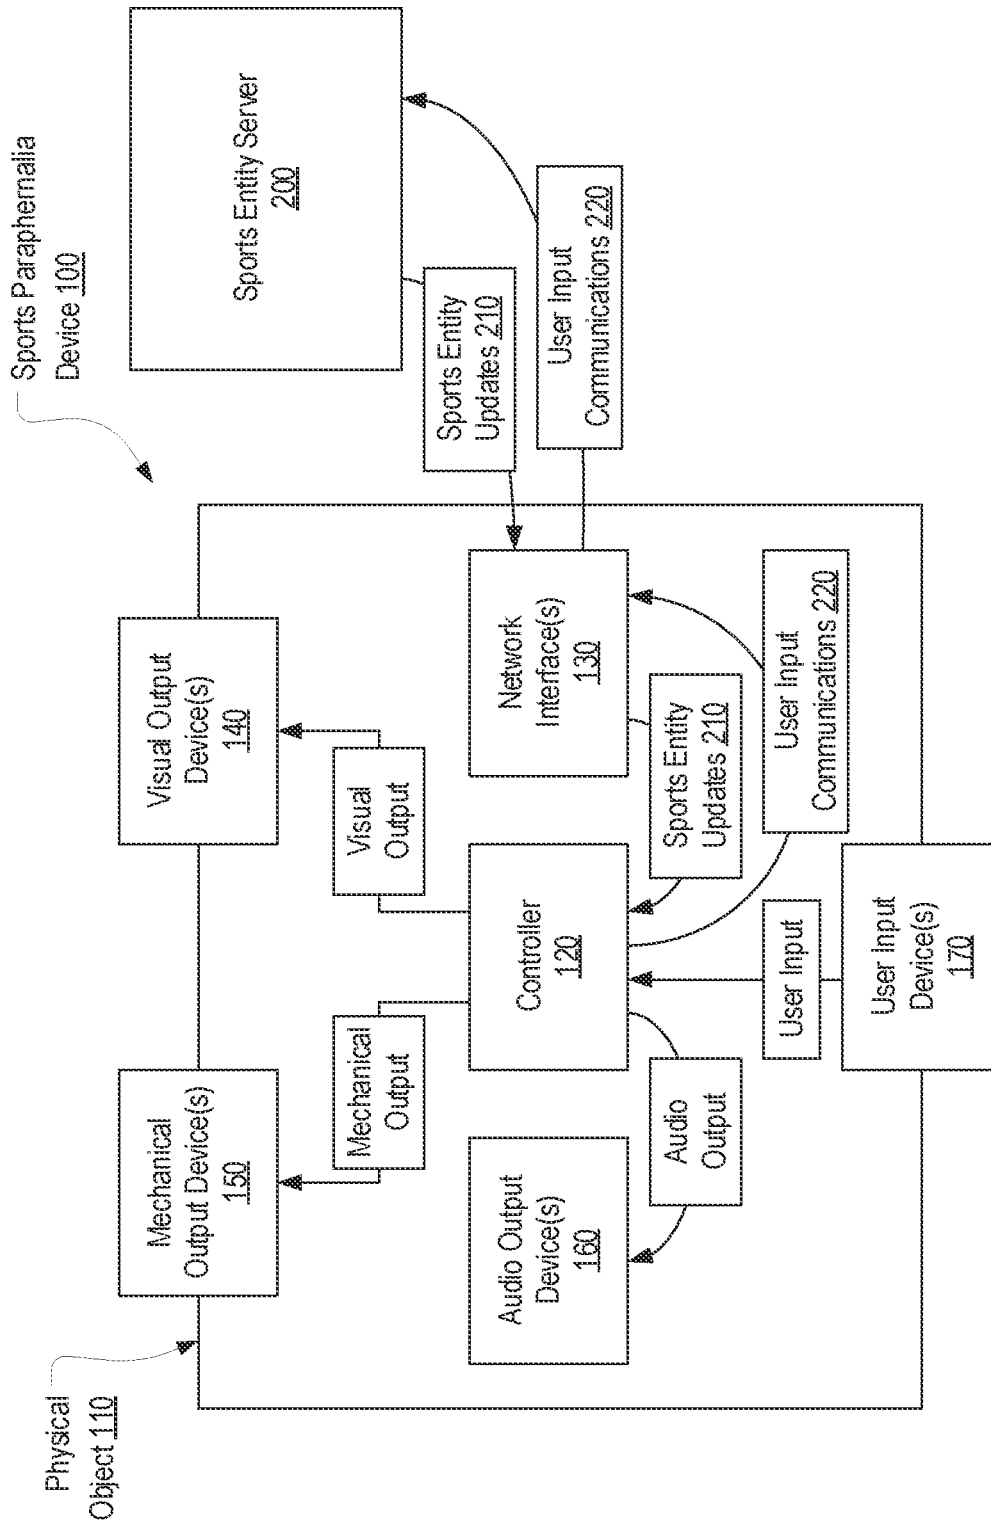 Sports Paraphernalia
Device 100
Physical
Object 110
Mechanical
Output Device(s)
150
Visual Output
Device(s)
140
Sports Entity Server
200
Mechanical
Output
Visual
Output
Sports Entity
Updates 210
User Input
Communications 220
Audio Output
Device(s)
160
Controller
120
Network
Interface(s)
130
Audio
Output
Sports Entity
Updates 210
User Input
User Input
Communications 220
User Input
Device(s)
170